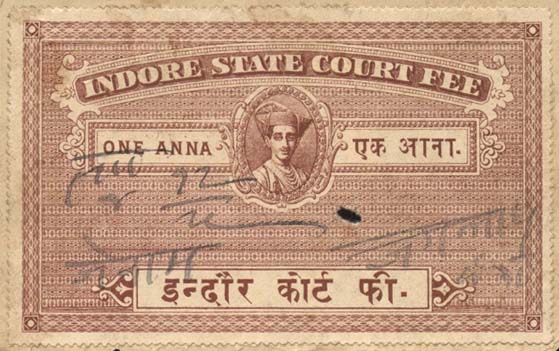 INDORE STATE COURT FEE
ONE ANNA एक आना.
इन्दौर कोर्ट फी.